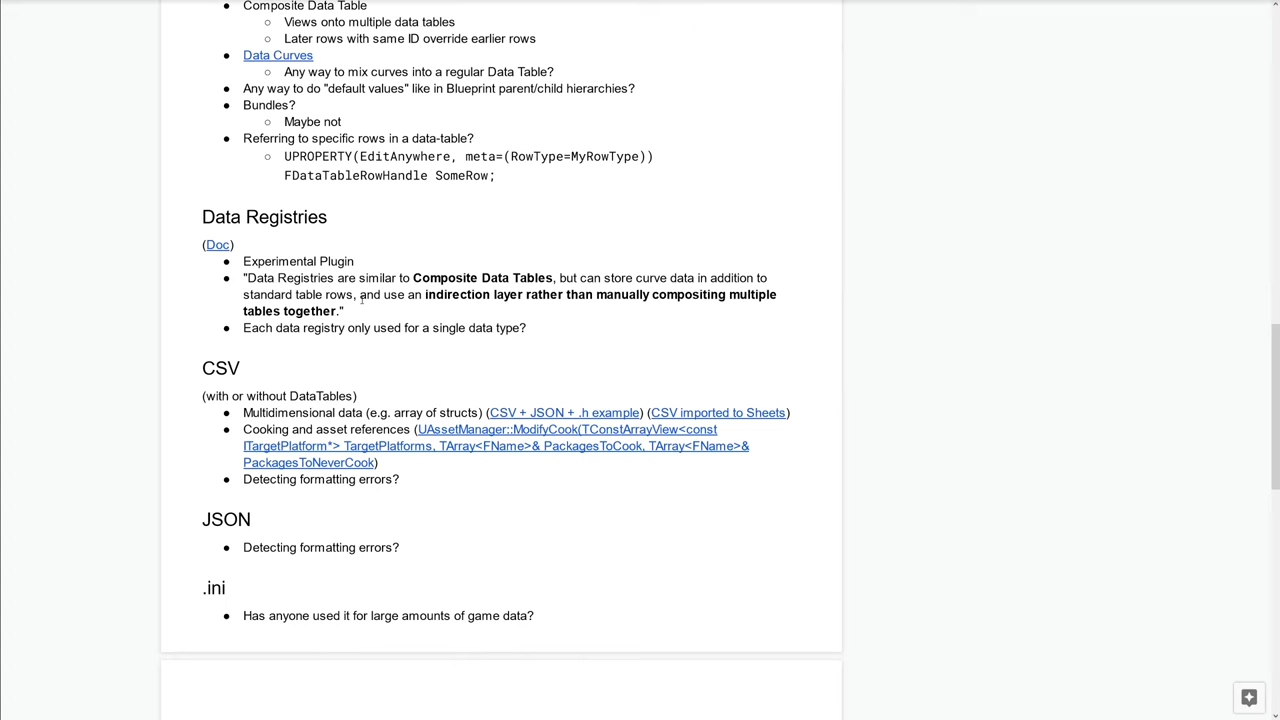 ● Composite Data Table
○ Views onto multiple data tables
○ Later rows with same ID override earlier rows
● Data Curves
○ Any way to mix curves into a regular Data Table?
● Any way to do "default values" like in Blueprint parent/child hierarchies?
● Bundles?
○ Maybe not
● Referring to specific rows in a data-table?
○ UPROPERTY(EditAnywhere, meta=(RowType=MyRowType))
FDataTableRowHandle SomeRow;
Data Registries
(Doc)
● Experimental Plugin
● "Data Registries are similar to Composite Data Tables, but can store curve data in addition to
standard table rows, and use an indirection layer rather than manually compositing multiple
tables together."
● Each data registry only used for a single data type?
CSV
(with or without DataTables)
● Multidimensional data (e.g. array of structs) (CSV + JSON + .h example) (CSV imported to Sheets)
● Cooking and asset references (UAssetManager::ModifyCook(TConstArrayView<const
ITargetPlatform*> TargetPlatforms, TArray<FName>& PackagesToCook, TArray<FName>&
PackagesToNeverCook)
● Detecting formatting errors?
JSON
● Detecting formatting errors?
.ini
● Has anyone used it for large amounts of game data?